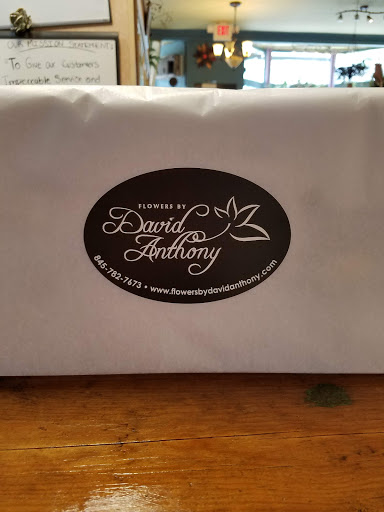 OUR MISSION STATEMENT
"To Give our Customers
Impeccable Service and
EXIT
FLOWERS BY
David
Anthony
845-782-7673 • www.flowersbydavidanthony.com